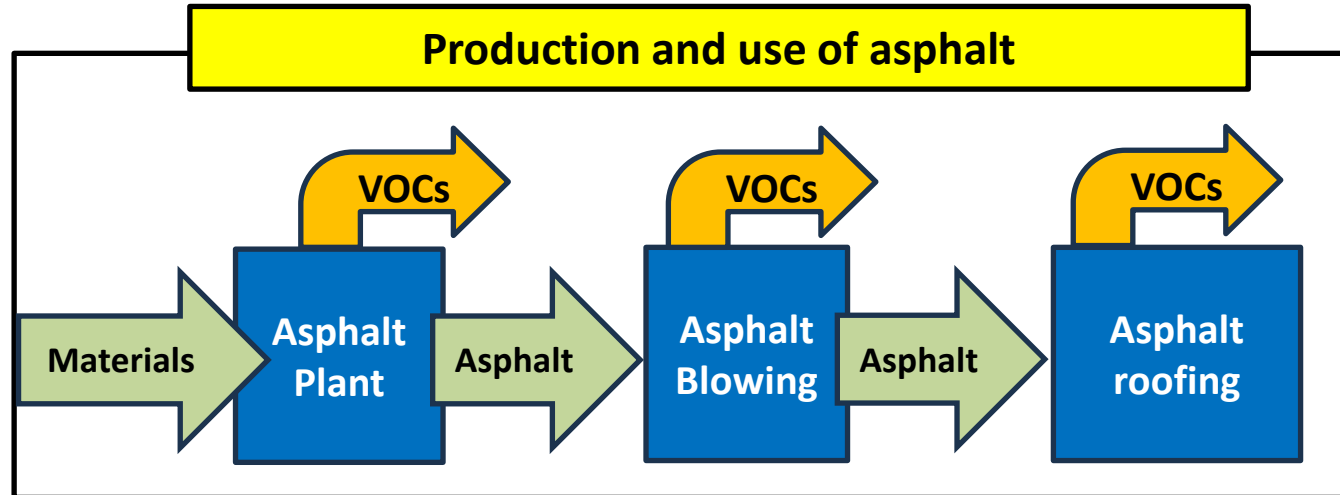 Production and use of asphalt
VOCs
VOCs
VOCs
Materials
Asphalt
Plant
Asphalt
Asphalt
Blowing
Asphalt
Asphalt
roofing